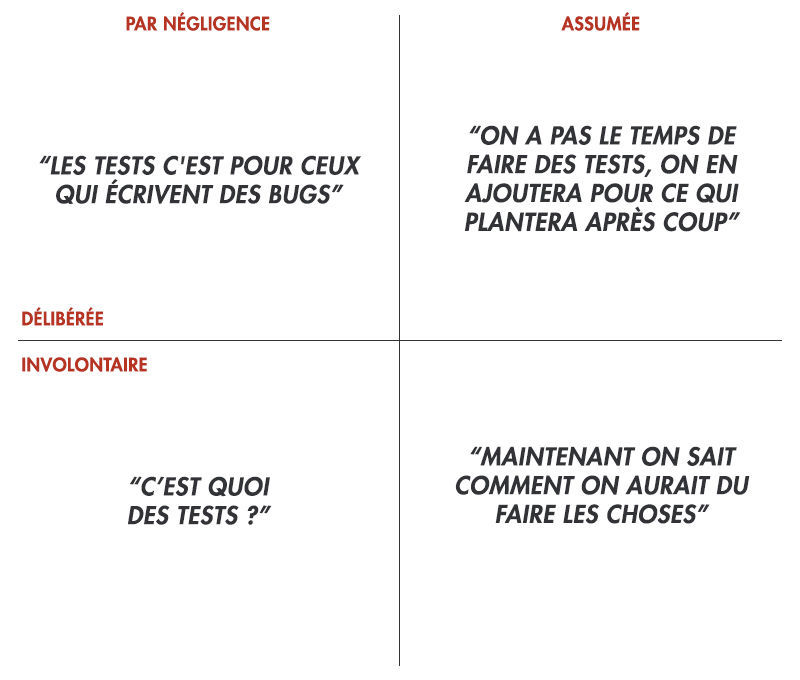 PAR NÉGLIGENCE
ASSUMÉE
“LES TESTS C'EST POUR CEUX
QUI ÉCRIVENT DES BUGS”
“ON A PAS LE TEMPS DE
FAIRE DES TESTS, ON EN
AJOUTERA POUR CE QUI
PLANTERA APRÈS COUP”
DÉLIBÉRÉE
INVOLONTAIRE
“C’EST QUOI
DES TESTS ?”
“MAINTENANT ON SAIT
COMMENT ON AURAIT DU
FAIRE LES CHOSES”